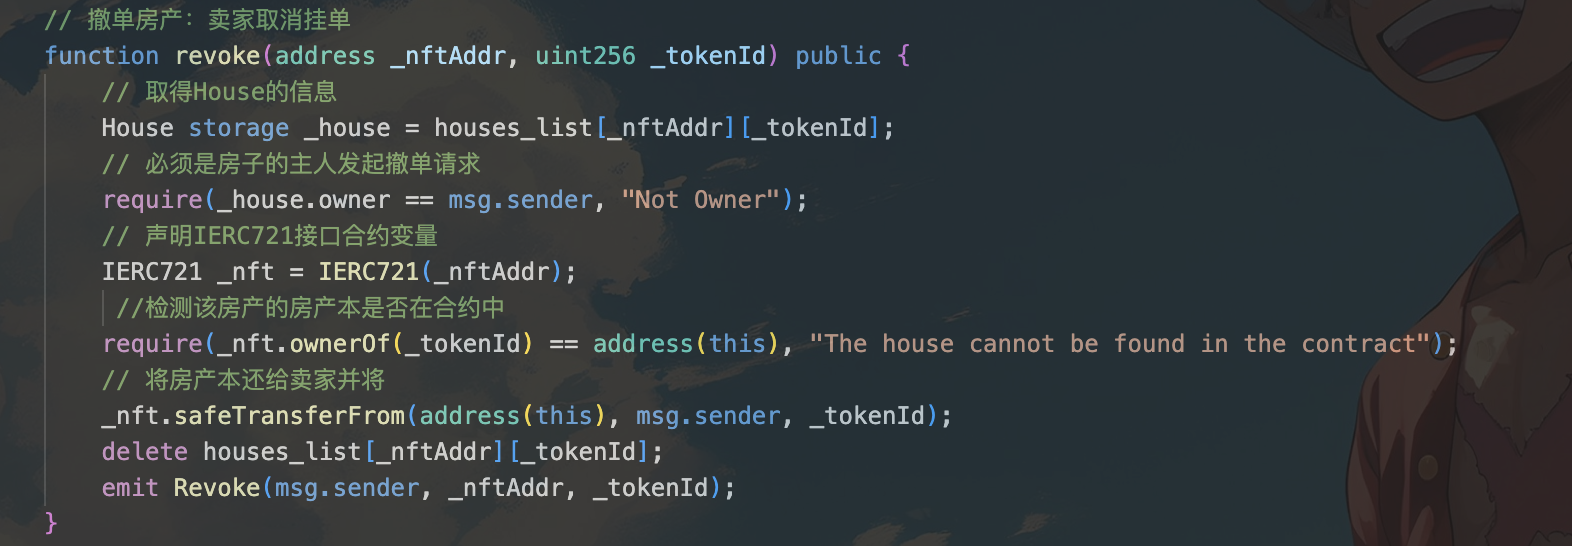 // 撤单房产：卖家取消挂单
function revoke(address _nftAddr, uint256 _tokenId) public {
// 取得House的信息
House storage _house = houses_list[_nftAddr][_tokenId];
// 必须是房子的主人发起撤单请求
require(_house.owner == msg.sender, "Not Owner");
// 声明IERC721接口合约变量
IERC721 _nft = IERC721(_nftAddr);
//检测该房产的房产本是否在合约中
require(_nft.ownerOf(_tokenId) == address(this), "The house cannot be found in the contract");
// 将房产本还给卖家并将
_nft.safeTransferFrom(address(this), msg.sender, _tokenId);
delete houses_list[_nftAddr][_tokenId];
emit Revoke(msg.sender, _nftAddr, _tokenId);
}